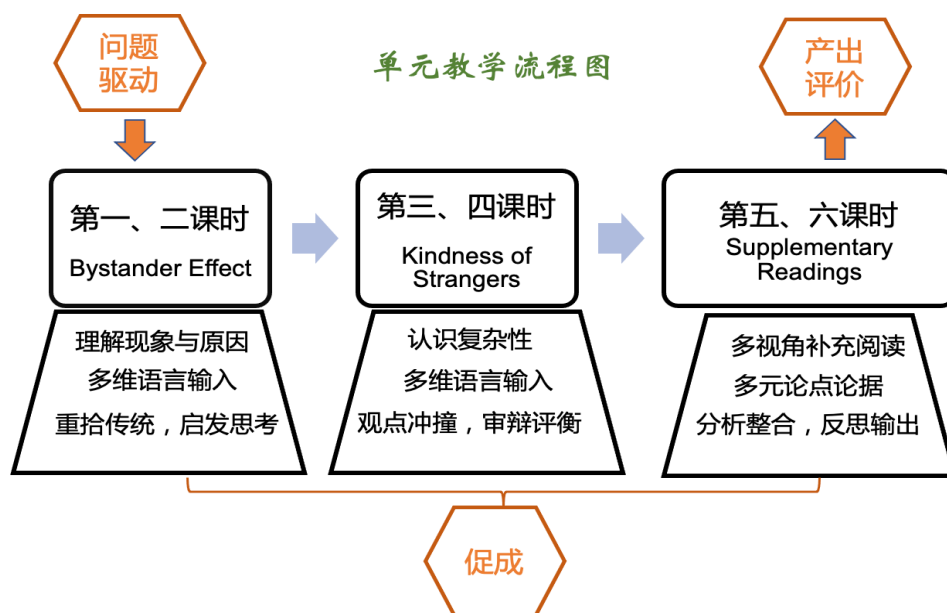 问题
驱动
单元教学流程图
产出
评价
第一、二课时
Bystander Effect
第三、四课时
Kindness of
Strangers
第五、六课时
Supplementary
Readings
理解现象与原因
多维语言输入
重拾传统，启发思考
认识复杂性
多维语言输入
观点冲撞，审辩评衡
多视角补充阅读
多元论点论据
分析整合，反思输出
促成